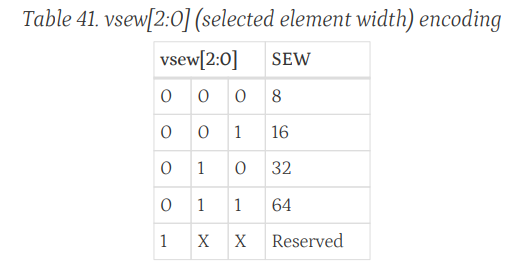 Table 41. vsew[2:0] (selected element width) encoding
vsew[2:0] SEW
0 0 0 8
0 0 1 16
0 1 0 32
0 1 1 64
1 X X Reserved